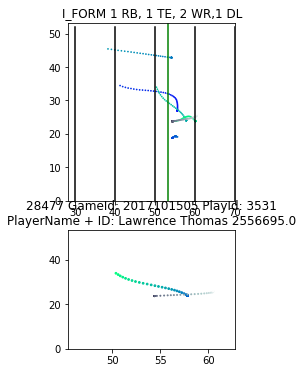 I_FORM 1 RB, 1 TE, 2 WR,1 DL
50
40
30
20
10
0
30 40 50 60 70
28477 GameId: 2017101505 PlayId: 3531
PlayerName + ID: Lawrence Thomas 2556695.0
40
20
0
50 55 60